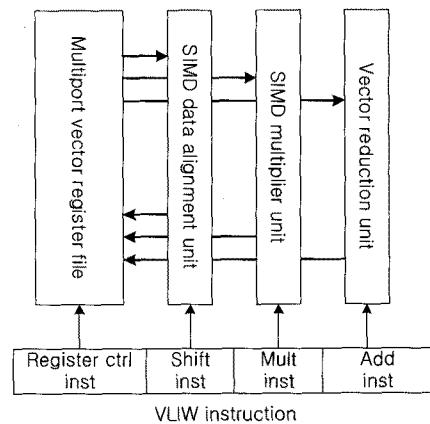 Multiport vector register file
SIMD data alignment unit
SIMD multiplier unit
Vector reduction unit
Register ctrl inst
Shift inst
Mult inst
Add inst
VLIW instruction